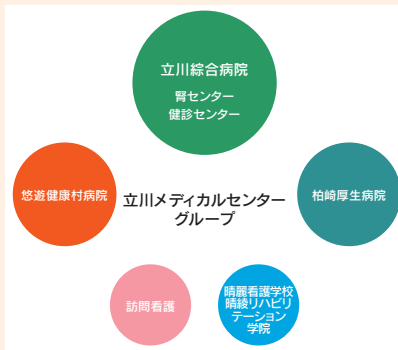 立川綜合病院
腎センター
健診センター
悠遊健康村病院
立川メディカルセンター
グループ
柏崎厚生病院
訪問看護
晴麗看護学校
晴綾リハビリ
テーション
学院